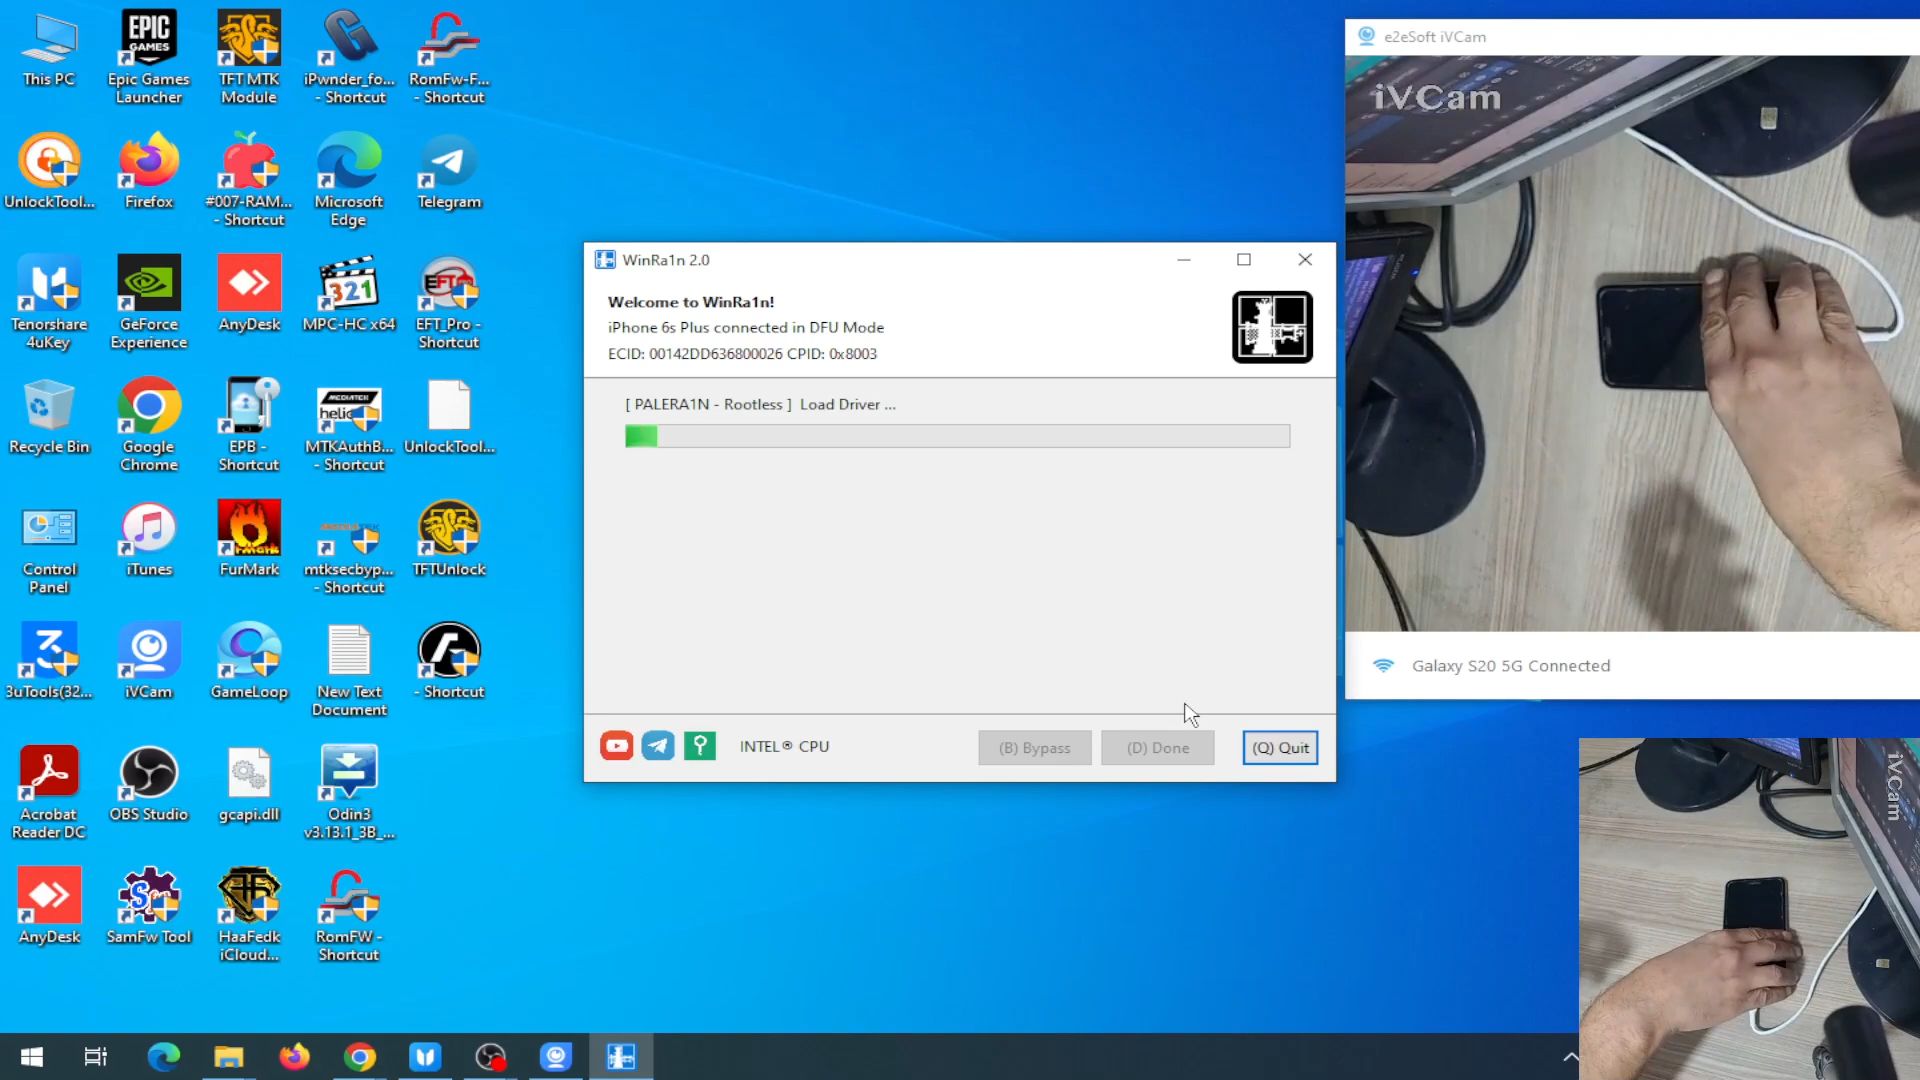 This PC
EPIC
GAMES
Epic Games
Launcher
TFT MTK
Module
iPwnder_fo...
- Shortcut
RomFw-F...
- Shortcut
UnlockTool...
Firefox
#007-RAM...
- Shortcut
Microsoft
Edge
Telegram
Tenorshare
4uKey
GeForce
Experience
AnyDesk
321
MPC-HC x64
EFT
EFT_Pro -
Shortcut
Recycle Bin
Google
Chrome
EPB -
Shortcut
MEDIATEK
helio
MTKAuthB...
- Shortcut
UnlockTool...
Control
Panel
iTunes
FurMark
mtksecbyp...
- Shortcut
TFTUnlock
3uTools(32...
iVCam
GameLoop
New Text
Document
- Shortcut
Acrobat
Reader DC
OBS Studio
gcapi.dll
Odin3
v3.13.1_3B_...
AnyDesk
SamFw Tool
HaaFedk
iCloud...
RomFW -
Shortcut
WinRa1n 2.0
Welcome to WinRa1n!
iPhone 6s Plus connected in DFU Mode
ECID: 00142DD636800026 CPID: 0x8003
[ PALERA1N - Rootless ] Load Driver ...
INTEL® CPU
(B) Bypass
(D) Done
(Q) Quit
e2eSoft iVCam
iVCam
Galaxy S20 5G Connected
iVCam